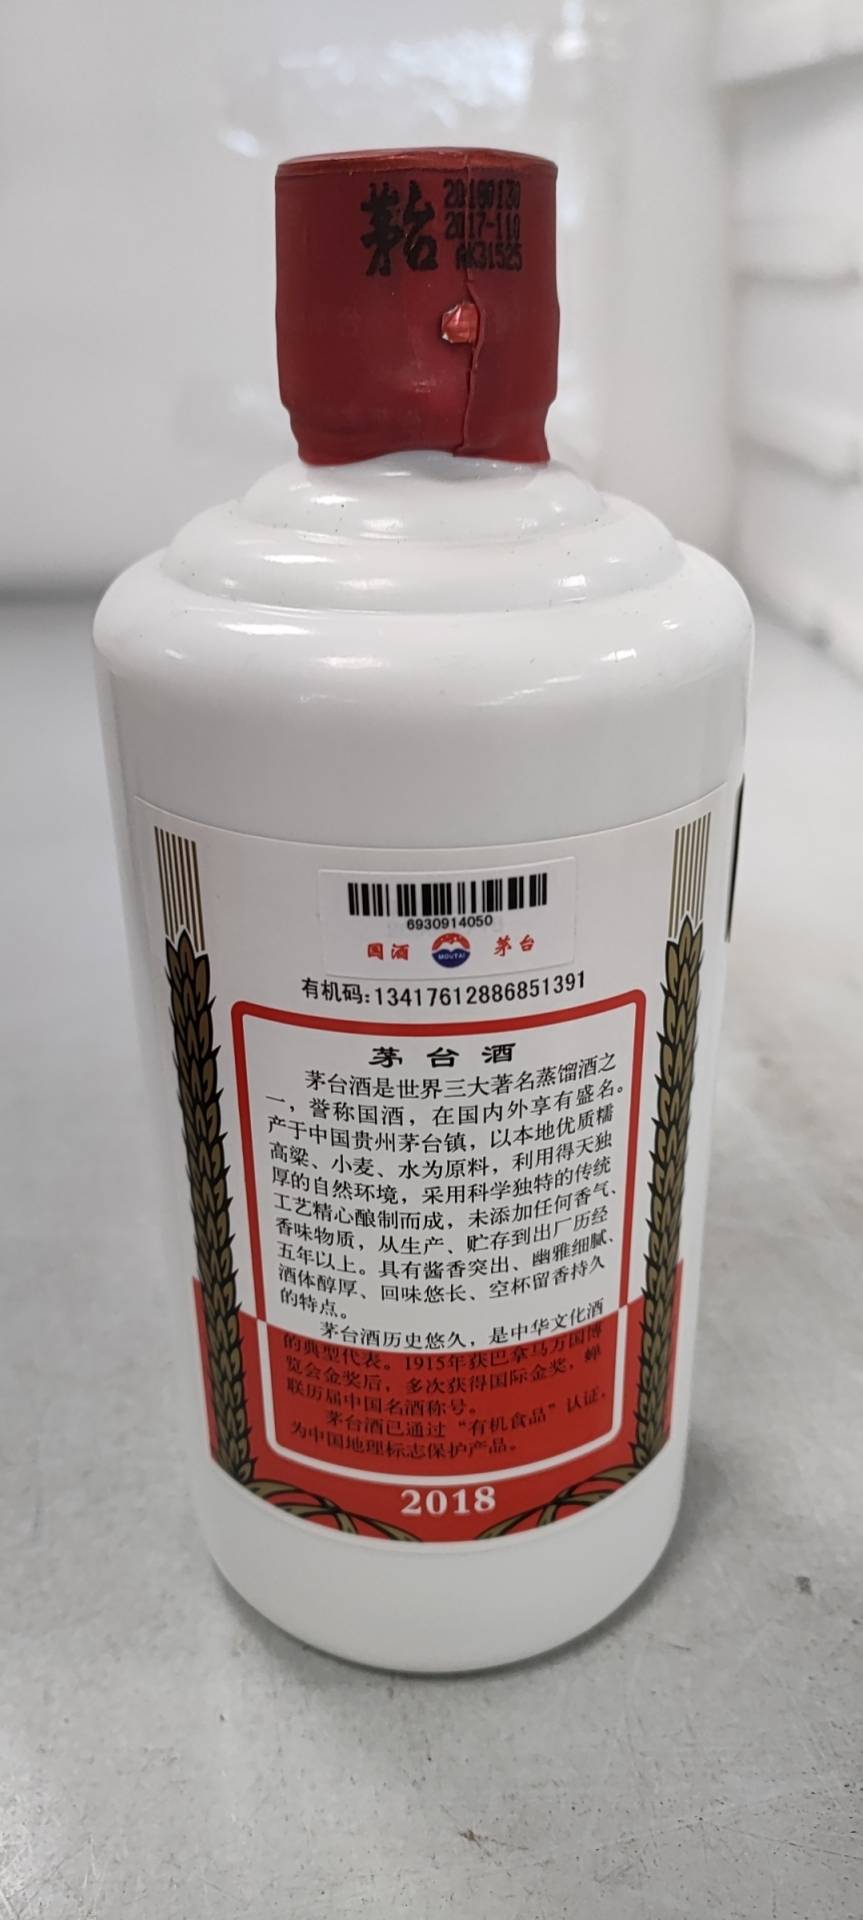 茅台
20180130
2017-110
AK31525
6930914050
国酒 MOUTAI 茅台
有机码:13417612886851391
茅台酒
茅台酒是世界三大著名蒸馏酒之
一，誉称国酒，在国内外享有盛名。
产于中国贵州茅台镇，以本地优质糯
高粱、小麦、水为原料，利用得天独
厚的自然环境，采用科学独特的传统
工艺精心酿制而成，未添加任何香气、
香味物质，从生产、贮存到出厂历经
五年以上。具有酱香突出、幽雅细腻、
酒体醇厚、回味悠长、空杯留香持久
的特点。
茅台酒历史悠久，是中华文化酒
的典型代表。1915年获巴拿马万国博
览会金奖后，多次获得国际金奖，蝉
联历届中国名酒称号。
茅台酒已通过“有机食品”认证，
为中国地理标志保护产品。
2018